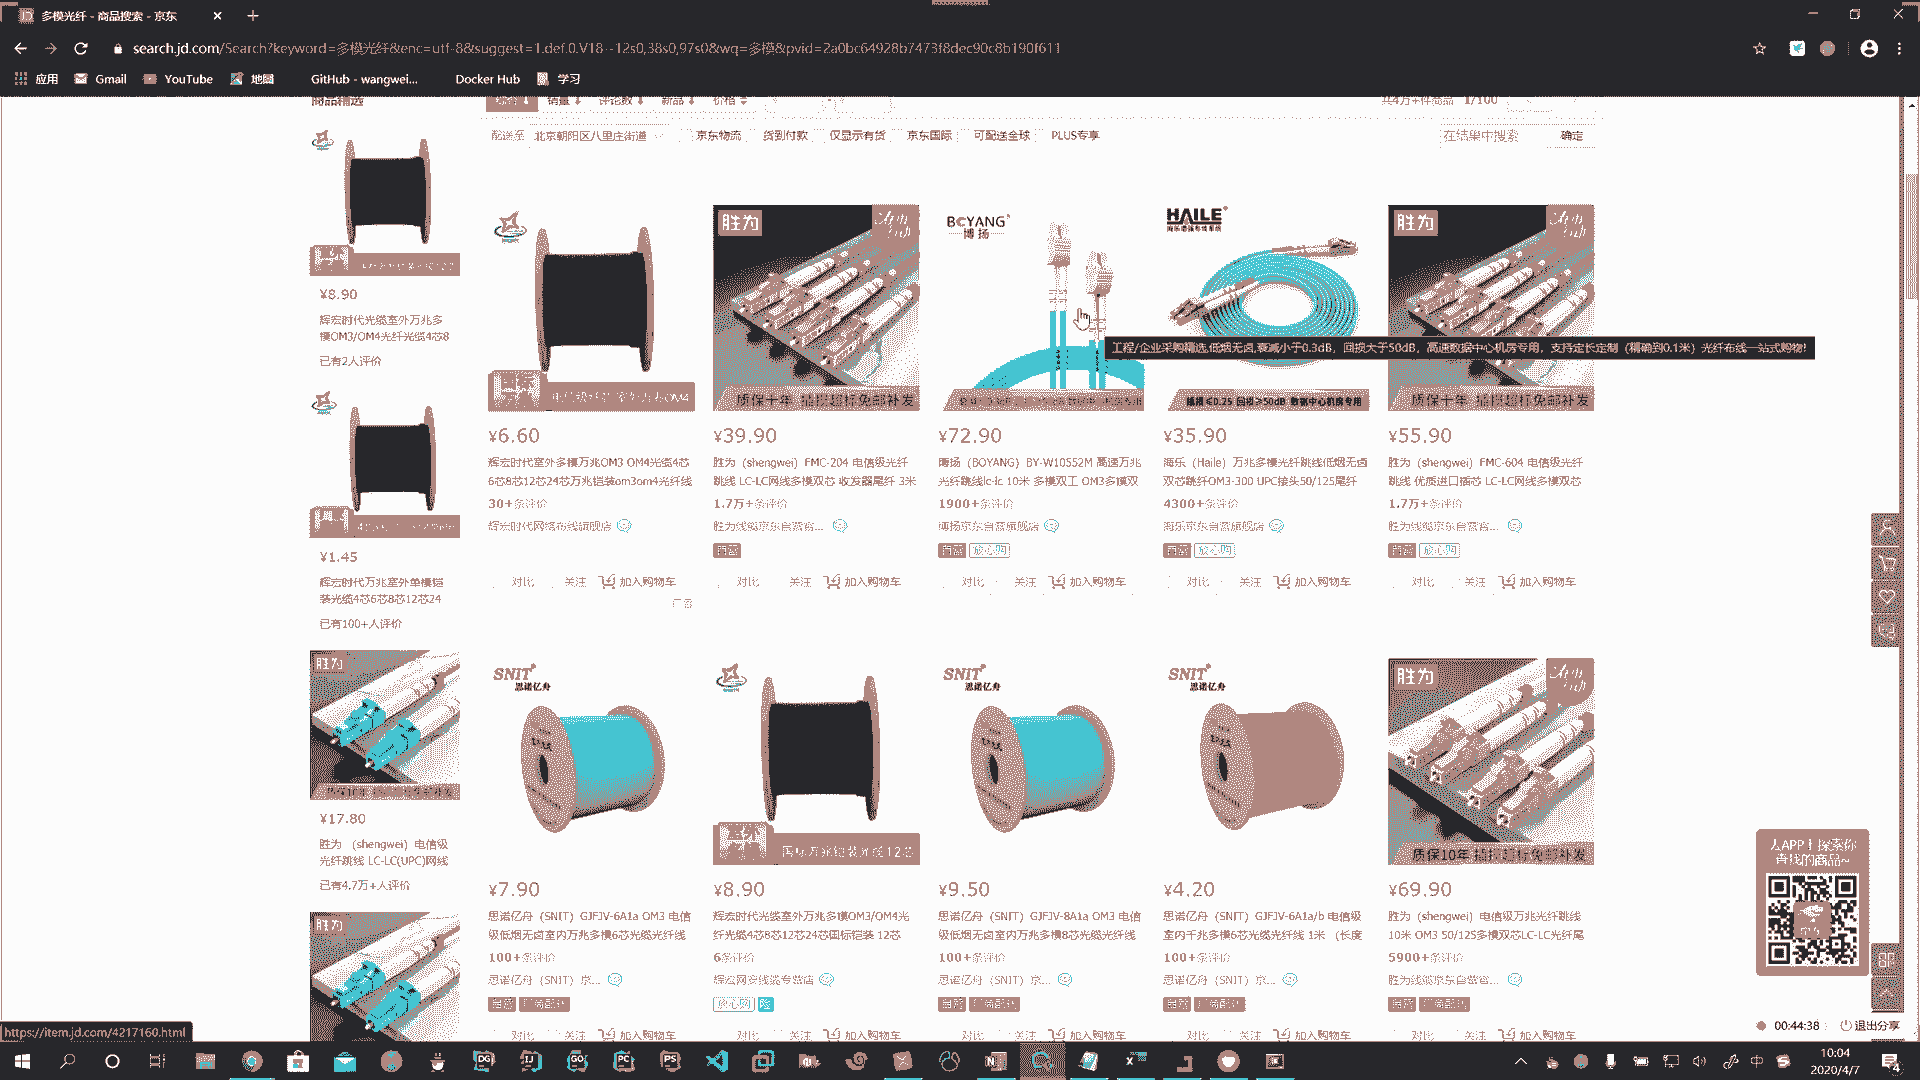 多模光纤 - 商品搜索 - 京东
search.jd.com/Search?keyword=多模光纤&enc=utf-8&suggest=1.def.0.V18--12s0,38s0,97s0&wq=多模&pvid=2a0bc64928b7473f8dec90c8b190f611
应用 Gmail YouTube 地图 GitHub - wangwei... Docker Hub 学习
商品精选
综合 销量 评论数 新品 价格
共4万+件商品 1/100
配送至 北京朝阳区八里庄街道 京东物流 货到付款 仅显示有货 京东国际 可配送全球 PLUS专享
在结果中搜索 确定
¥8.90
辉宏时代光缆室外万兆多
模OM3/OM4光纤光缆4芯8
已有2人评价
¥1.45
辉宏时代万兆室外单模铠
装光缆4芯6芯8芯12芯24
已有100+人评价
胜为
¥17.80
胜为 (shengwei) 电信级
光纤跳线 LC-LC(UPC)网线
已有4.7万+人评价
胜为
¥6.60
辉宏时代室外多模万兆OM3 OM4光缆4芯
6芯8芯12芯24芯万兆铠装om3om4光纤线
30+条评价
辉宏时代网络布线旗舰店
对比 关注 加入购物车
广告
胜为
质保十年 插损超标免邮补发
¥39.90
胜为 (shengwei) FMC-204 电信级光纤
跳线 LC-LC网线多模双芯 收发器尾纤 3米
1.7万+条评价
胜为线缆京东自营官...
自营
对比 关注 加入购物车
BOYANG
博扬
¥72.90
博扬 (BOYANG) BY-W10552M 高速万兆
光纤跳线lc-lc 10米 多模双工 OM3多模双
1900+条评价
博扬京东自营旗舰店
自营 放心购
对比 关注 加入购物车
HAILE
插损≤0.25 回损≥50dB 数据中心机房专用
工程/企业采购精选,低烟无卤,衰减小于0.3dB，回损大于50dB，高速数据中心机房专用，支持定长定制（精确到0.1米）光纤布线一站式购物！
¥35.90
海乐 (Haile) 万兆多模光纤跳线低烟无卤
双芯跳纤OM3-300 UPC接头50/125尾纤
4300+条评价
海乐京东自营旗舰店
自营 放心购
对比 关注 加入购物车
胜为
质保十年 插损超标免邮补发
¥55.90
胜为 (shengwei) FMC-604 电信级光纤
跳线 优质进口插芯 LC-LC网线多模双芯
1.7万+条评价
胜为线缆京东自营官...
自营 放心购
对比 关注 加入购物车
SNIT
思诺亿舟
¥7.90
思诺亿舟 (SNIT) GJFJV-6A1a OM3 电信
级低烟无卤室内万兆多模6芯光缆光纤线
100+条评价
思诺亿舟 (SNIT) 京...
自营
对比 关注 加入购物车
国标万兆铠装光缆12芯
¥8.90
辉宏时代光缆室外万兆多模OM3/OM4光
纤光缆4芯8芯12芯24芯国标铠装 12芯
6条评价
辉宏网安线缆专营店
放心购 险
对比 关注 加入购物车
SNIT
思诺亿舟
¥9.50
思诺亿舟 (SNIT) GJFJV-8A1a OM3 电信
级低烟无卤室内万兆多模8芯光缆光纤线
100+条评价
思诺亿舟 (SNIT) 京...
自营
对比 关注 加入购物车
SNIT
思诺亿舟
¥4.20
思诺亿舟 (SNIT) GJFJV-6A1a/b 电信级
室内千兆多模6芯光缆光纤线 1米 （长度
100+条评价
思诺亿舟 (SNIT) 京...
自营
对比 关注 加入购物车
胜为
质保10年 插损超标免邮补发
¥69.90
胜为 (shengwei) 电信级万兆光纤跳线
10米 OM3 50/125多模双芯LC-LC光纤尾
5900+条评价
胜为线缆京东自营官...
自营
对比 关注 加入购物车
去APP上探索你
查找的商品~
https://item.jd.com/4217160.html
00:44:38 退出分享
中
10:04
2020/4/7